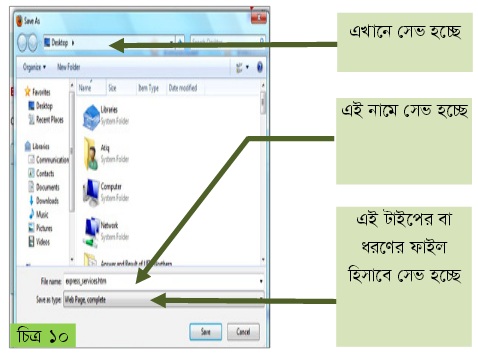 Save As
এখানে সেভ হচ্ছে
Desktop
Search Desktop
Organize
New Folder
Name Size Item Type Date modified
Favorites
Desktop
Recent Places
Libraries
Communication
Contacts
Documents
Downloads
Music
Pictures
Videos
Libraries
System Folder
Atiq
System Folder
Computer
System Folder
Network
System Folder
Answer and Result of
এই নামে সেভ হচ্ছে
File name: express_services.htm
Save as type: Web Page, complete
এই টাইপের বা
ধরণের ফাইল
হিসাবে সেভ হচ্ছে
Save Cancel
চিত্র ১০